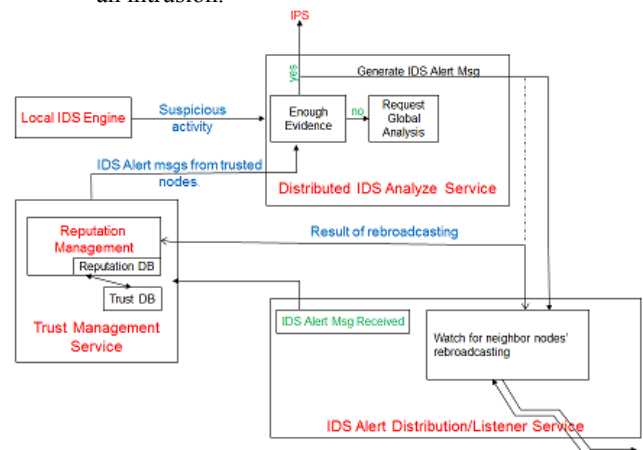 an intrusion.
IPS
yes
Generate IDS Alert Msg
Local IDS Engine
Suspicious
activity
Enough
Evidence
no
Request
Global
Analysis
IDS Alert msgs from trusted
nodes.
Distributed IDS Analyze Service
Reputation
Management
Reputation DB
Trust DB
Trust Management
Service
Result of rebroadcasting
IDS Alert Msg Received
Watch for neighbor nodes'
rebroadcasting
IDS Alert Distribution/Listener Service